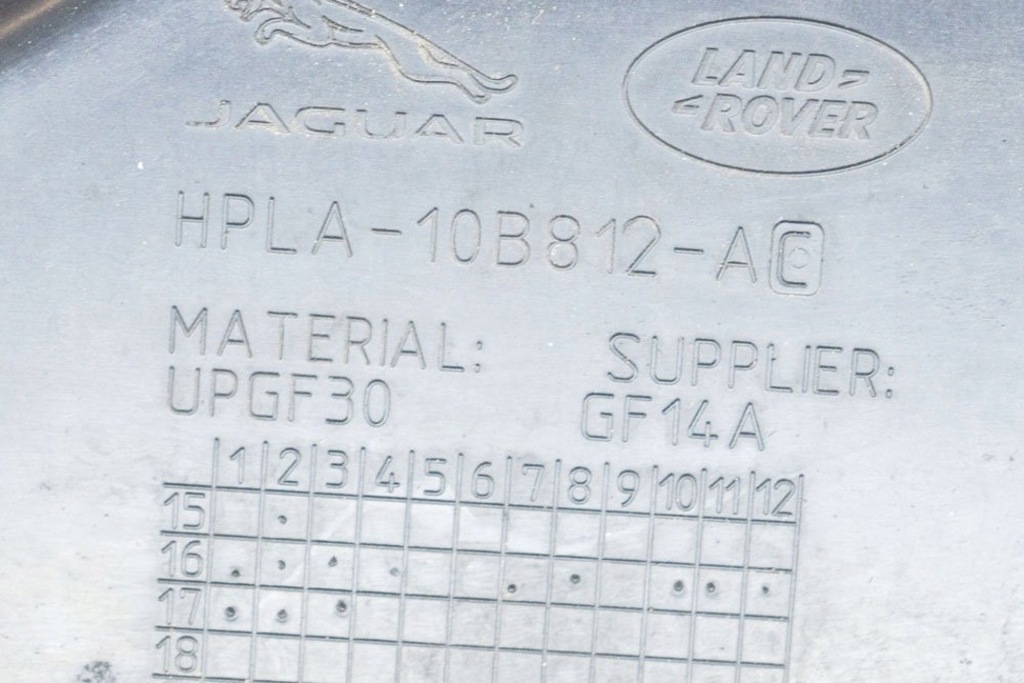 JAGUAR
LAND
ROVER
HPLA-10B812-AC
MATERIAL:
UPGF30
SUPPLIER:
GF14A
1 2 3 4 5 6 7 8 9 10 11 12
15
16
17
18